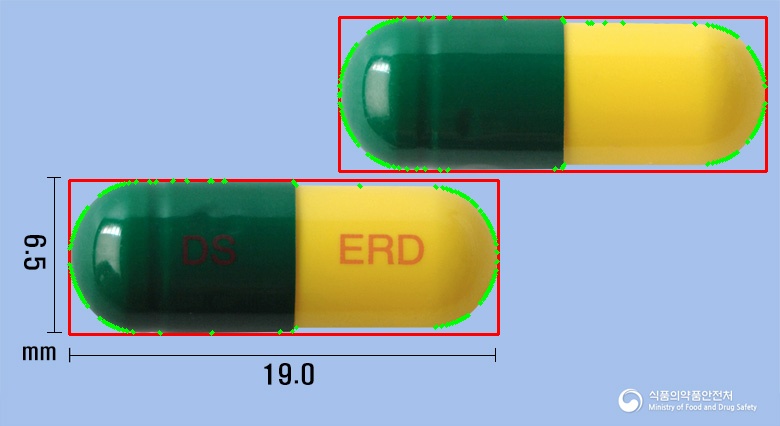 DS ERD
6.5
mm
19.0
식품의약품안전처
Ministry of Food and Drug Safety